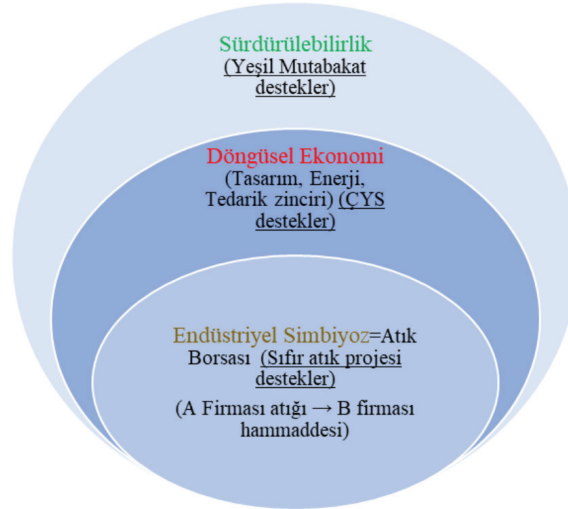 Sürdürülebilirlik
(Yeşil Mutabakat
destekler)
Döngüsel Ekonomi
(Tasarım, Enerji,
Tedarik zinciri) (ÇYS
destekler)
Endüstriyel Simbiyoz=Atık
Borsası (Sıfır atık projesi
destekler)
(A Firması atığı → B firması
hammaddesi)